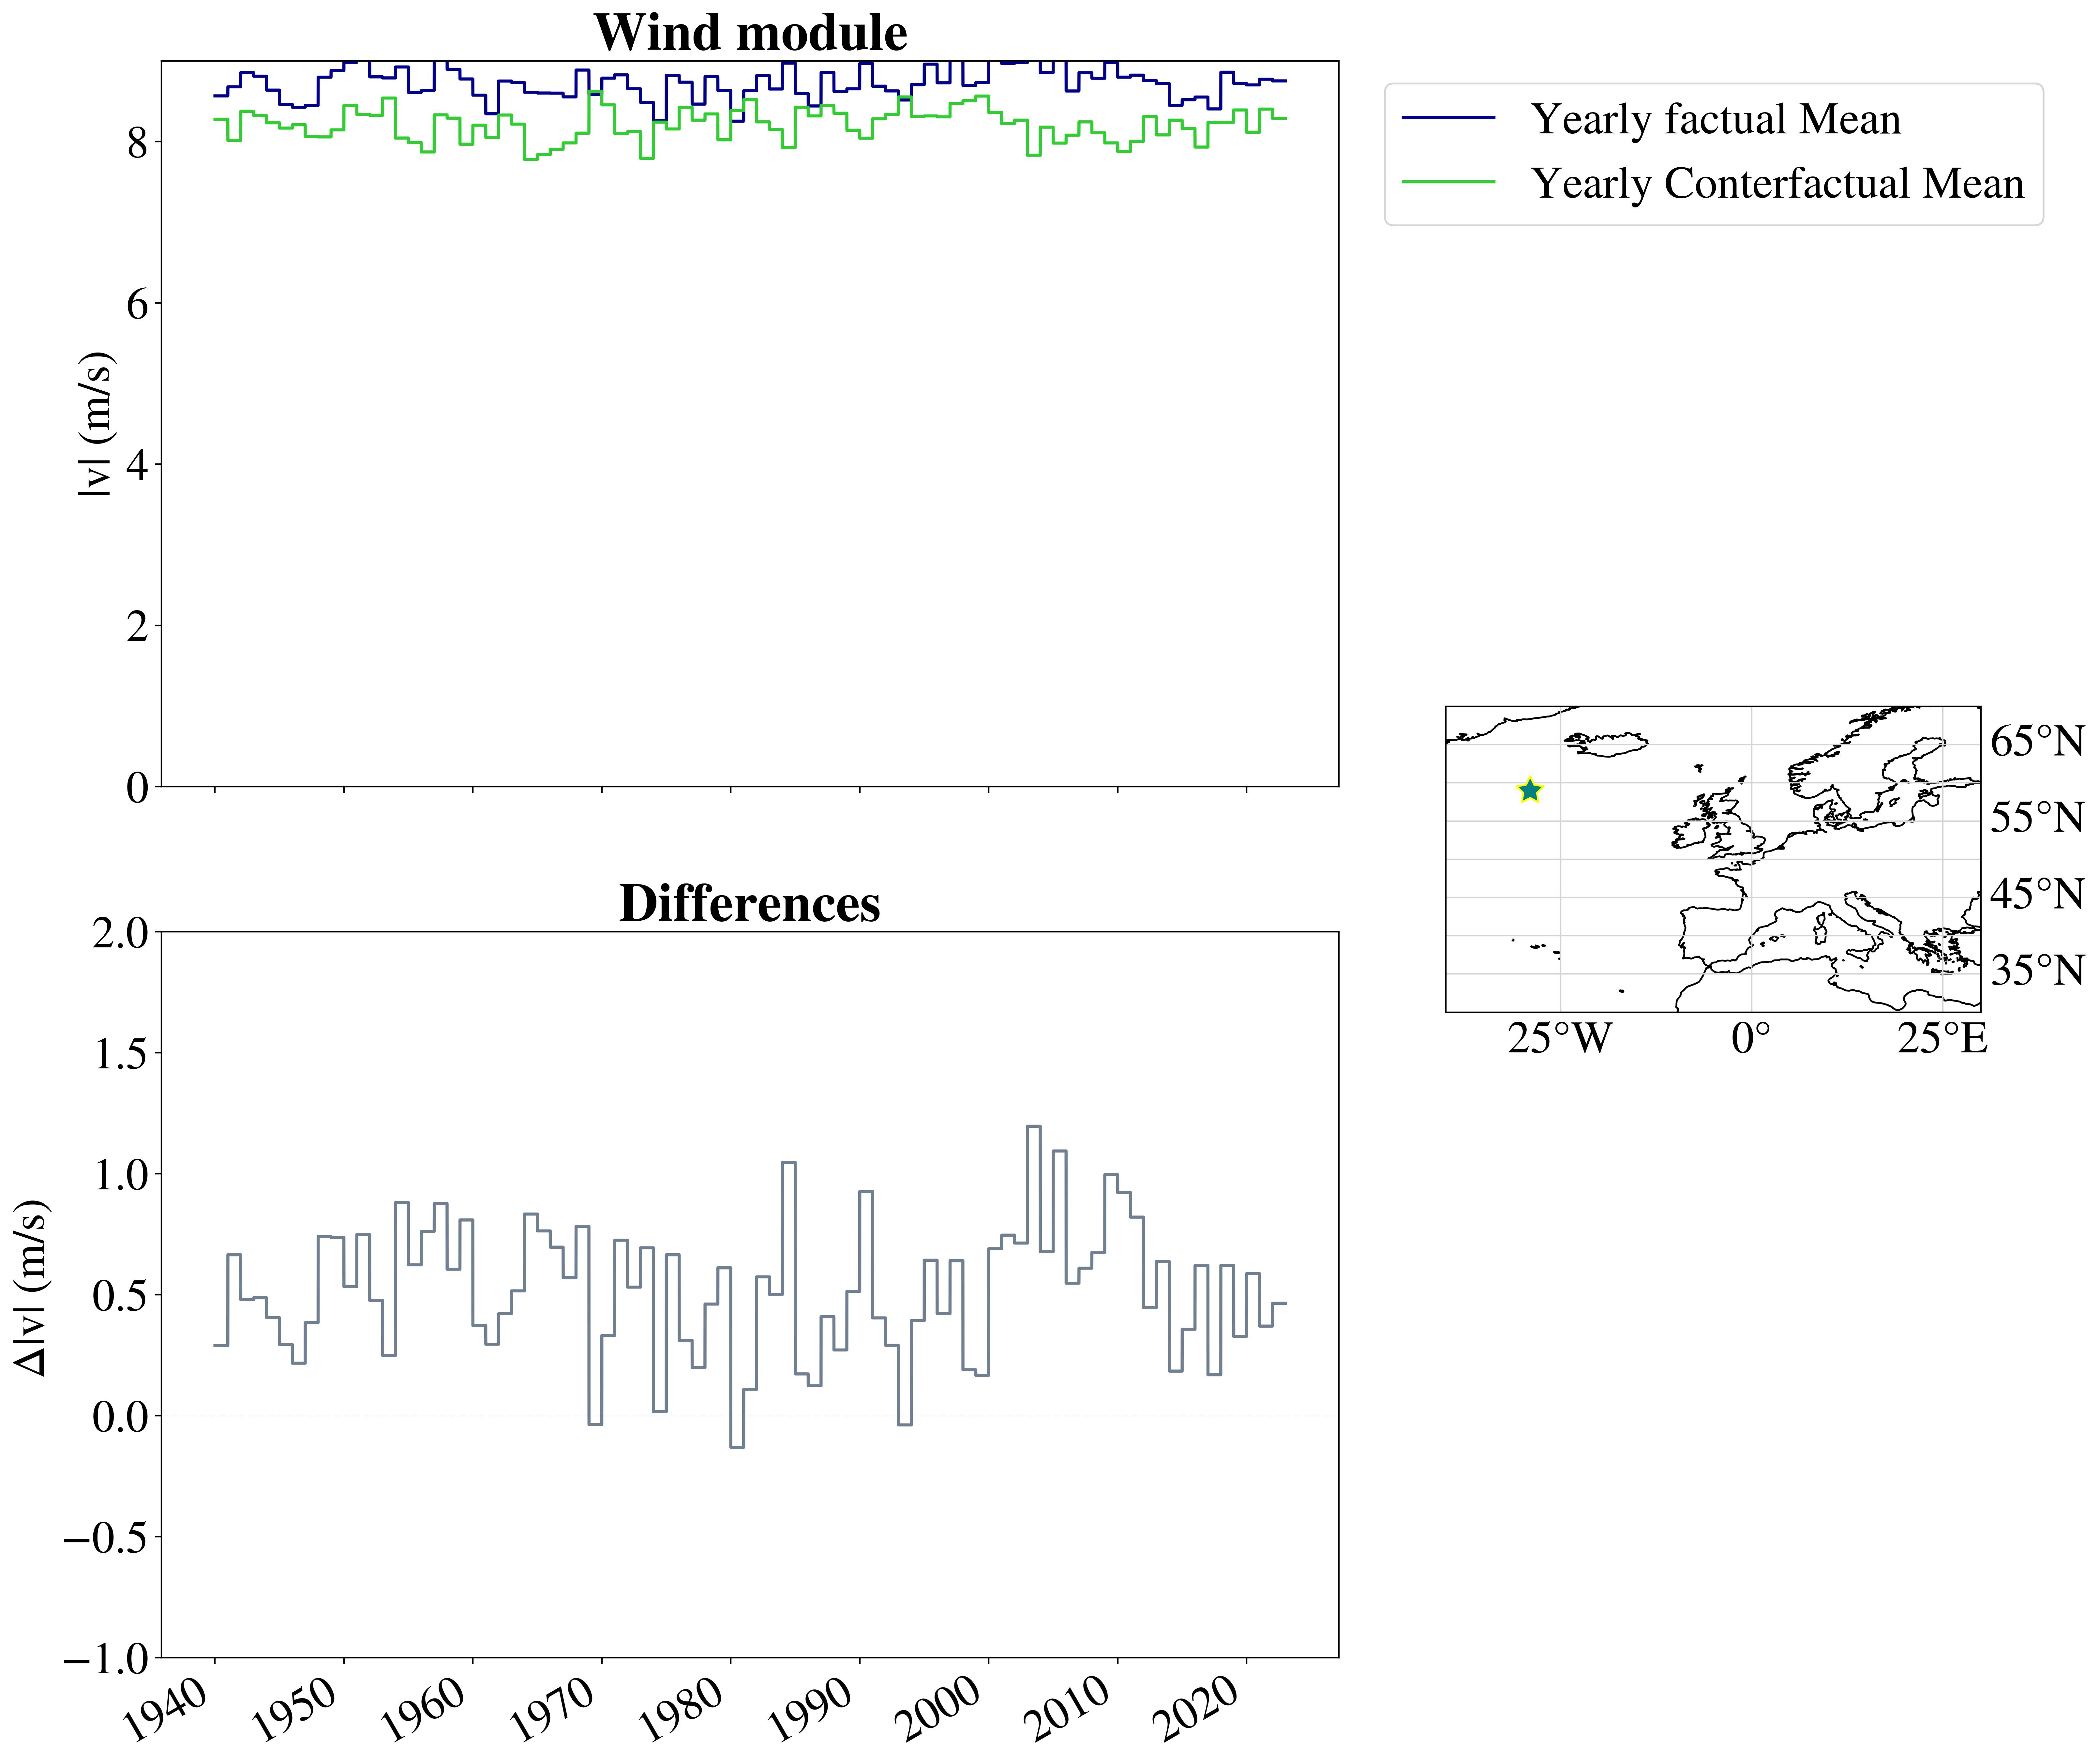 Wind module
|v| (m/s)
8
6
4
2
0
Yearly factual Mean
Yearly Conterfactual Mean
65°N
55°N
45°N
35°N
25°W 0° 25°E
Differences
Δ|v| (m/s)
2.0
1.5
1.0
0.5
0.0
−0.5
−1.0
1940 1950 1960 1970 1980 1990 2000 2010 2020